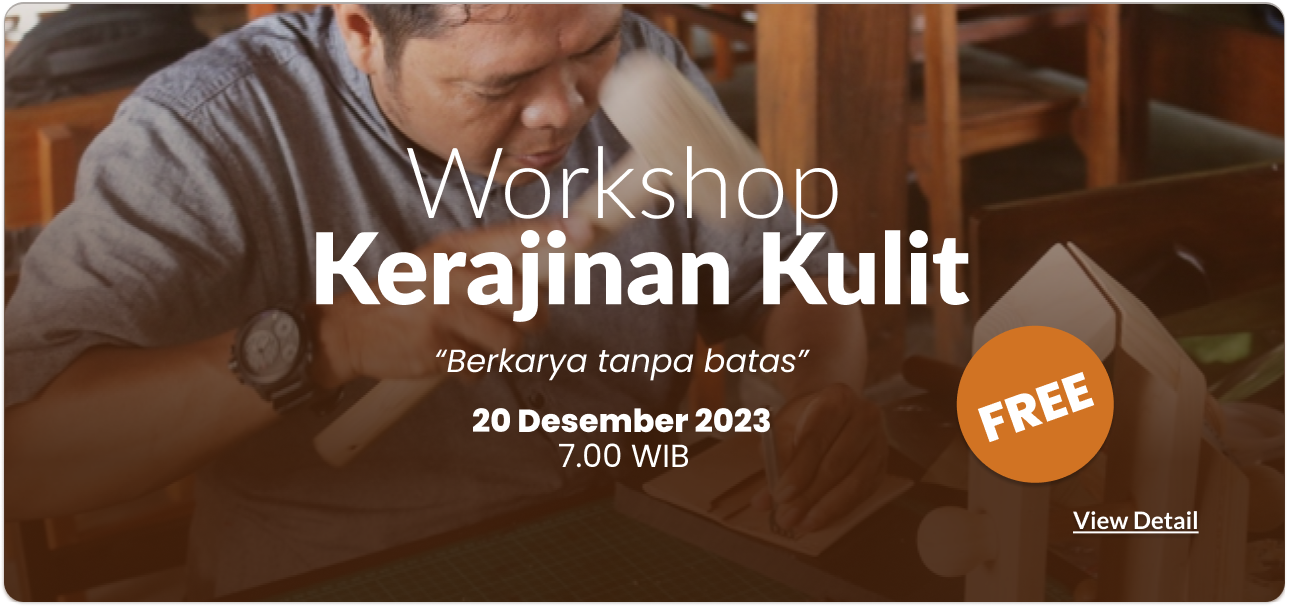 Workshop
Kerajinan Kulit
“Berkarya tanpa batas”
20 Desember 2023
7.00 WIB
FREE
View Detail